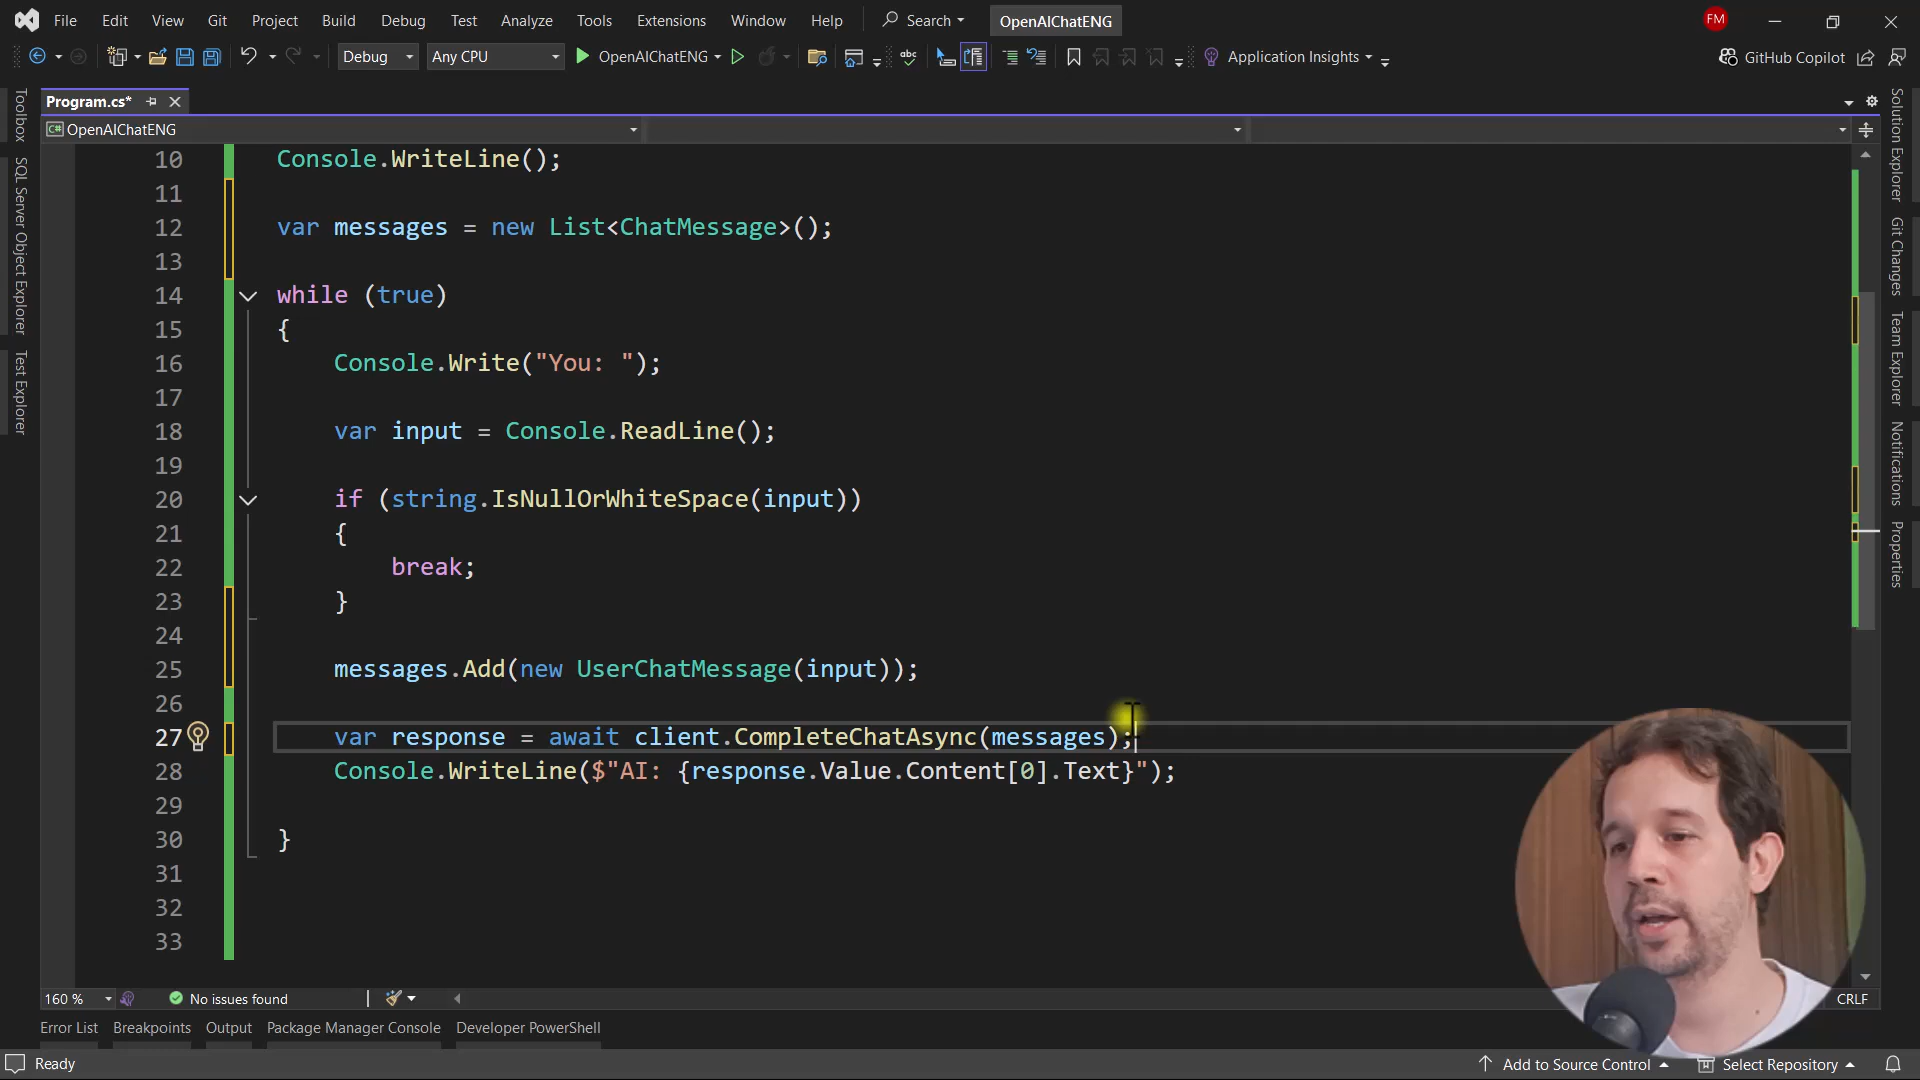 File Edit View Git Project Build Debug Test Analyze Tools Extensions Window Help Search OpenAIChatENG FM
Debug Any CPU OpenAIChatENG Application Insights GitHub Copilot
Program.cs*
C# OpenAIChatENG
Toolbox
SQL Server Object Explorer
Test Explorer
10 Console.WriteLine();
11
12 var messages = new List<ChatMessage>();
13
14 while (true)
15 {
16 Console.Write("You: ");
17
18 var input = Console.ReadLine();
19
20 if (string.IsNullOrWhiteSpace(input))
21 {
22 break;
23 }
24
25 messages.Add(new UserChatMessage(input));
26
27 var response = await client.CompleteChatAsync(messages);
28 Console.WriteLine($"AI: {response.Value.Content[0].Text}");
29
30 }
31
32
33
Solution Explorer
Git Changes
Team Explorer
Notifications
Properties
160 % No issues found CRLF
Error List Breakpoints Output Package Manager Console Developer PowerShell
Ready Add to Source Control Select Repository